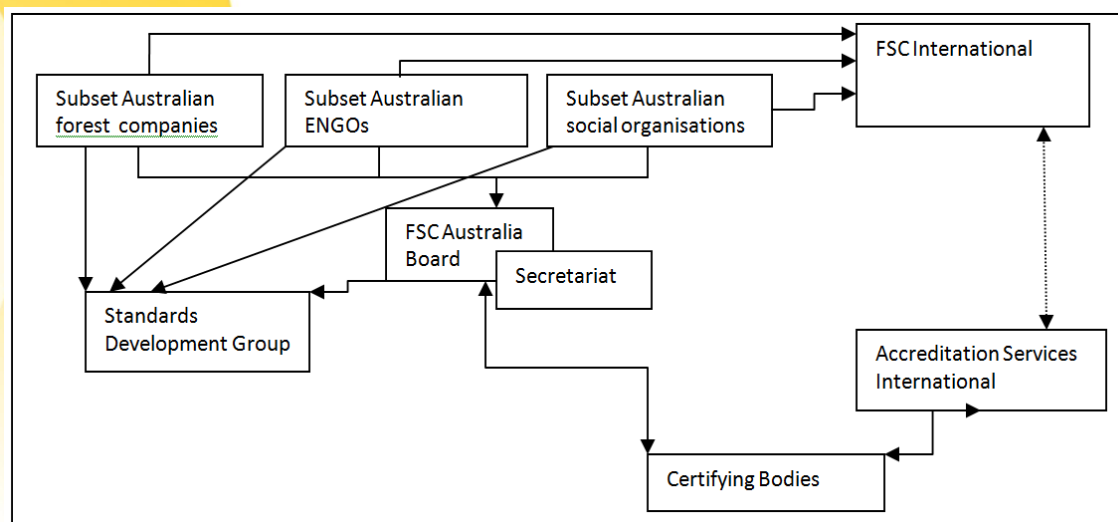 FSC International
Subset Australian
forest companies
Subset Australian
ENGOs
Subset Australian
social organisations
FSC Australia
Board
Secretariat
Standards
Development Group
Accreditation Services
International
Certifying Bodies